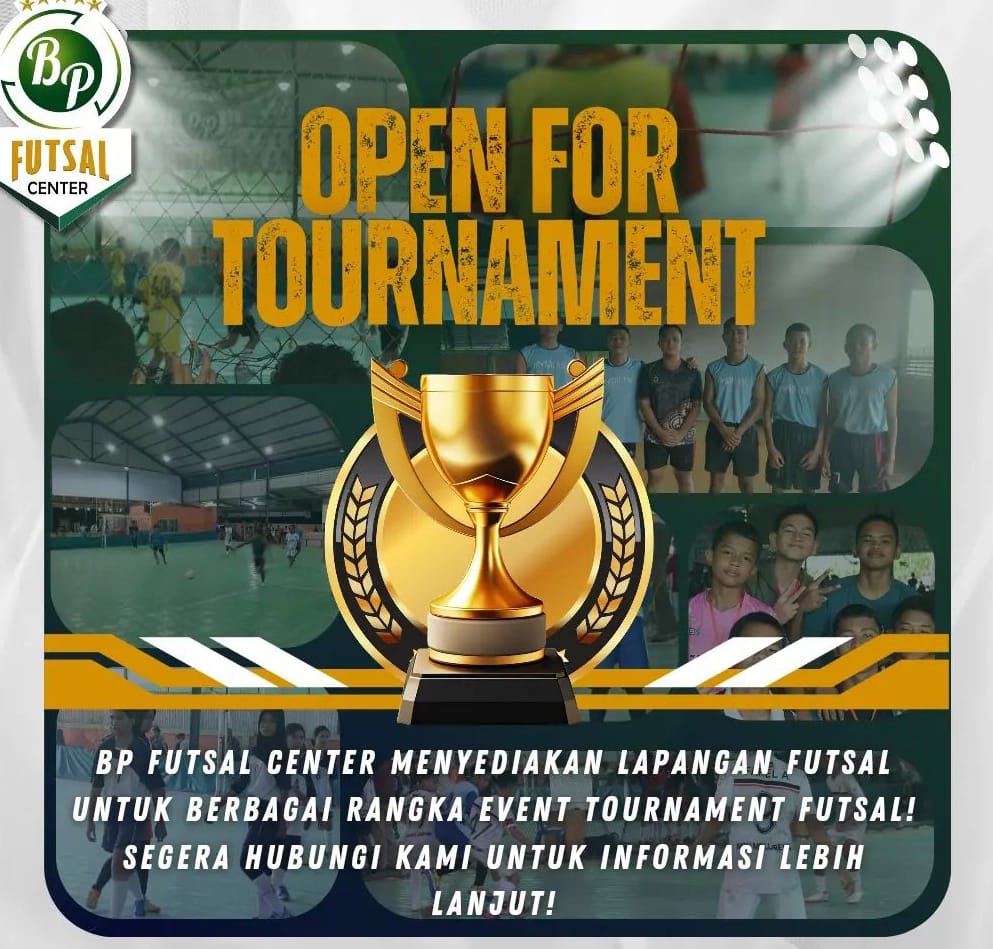 BP
FUTSAL
CENTER
OPEN FOR
TOURNAMENT
BP FUTSAL CENTER MENYEDIAKAN LAPANGAN FUTSAL
UNTUK BERBAGAI RANGKA EVENT TOURNAMENT FUTSAL!
SEGERA HUBUNGI KAMI UNTUK INFORMASI LEBIH
LANJUT!